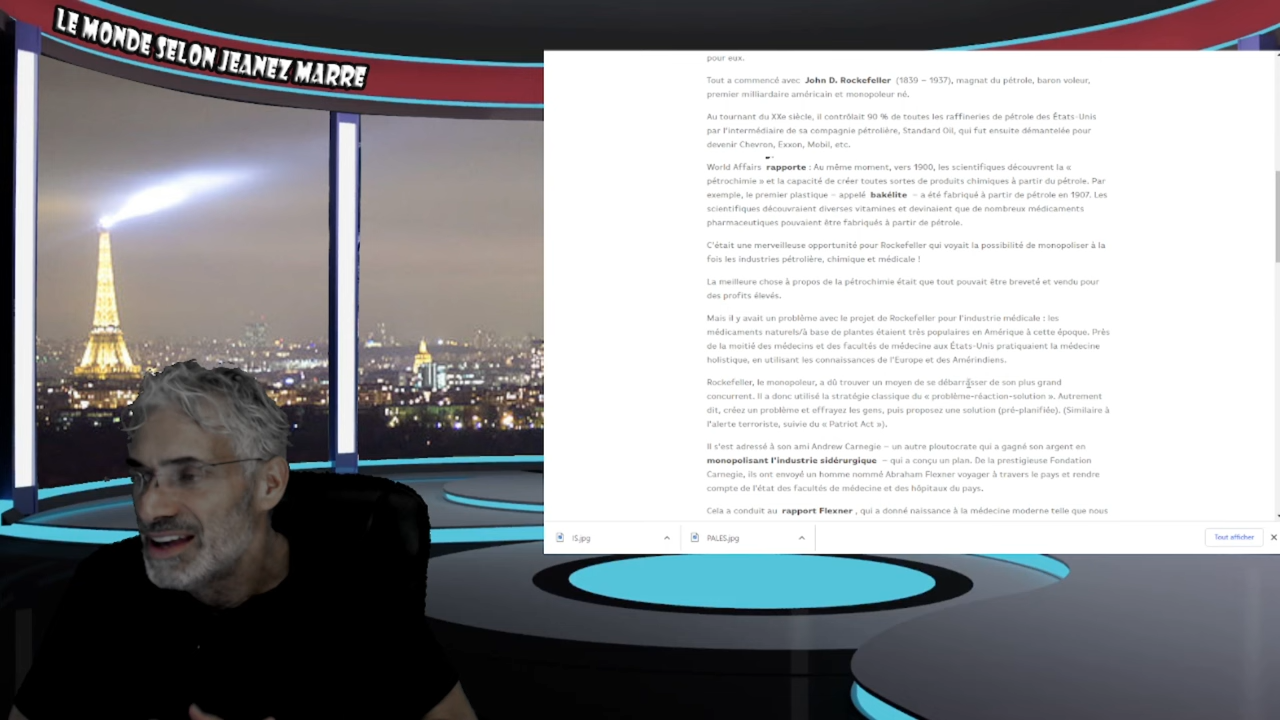 LE MONDE SELON JEANEZ MARRE
pour eux.
Tout a commencé avec John D. Rockefeller (1839 – 1937), magnat du pétrole, baron voleur,
premier milliardaire américain et monopoleur né.
Au tournant du XXe siècle, il contrôlait 90 % de toutes les raffineries de pétrole des États-Unis
par l'intermédiaire de sa compagnie pétrolière, Standard Oil, qui fut ensuite démantelée pour
devenir Chevron, Exxon, Mobil, etc.
World Affairs rapporte : Au même moment, vers 1900, les scientifiques découvrent la «
pétrochimie » et la capacité de créer toutes sortes de produits chimiques à partir du pétrole. Par
exemple, le premier plastique – appelé bakélite – a été fabriqué à partir de pétrole en 1907. Les
scientifiques découvraient diverses vitamines et devinaient que de nombreux médicaments
pharmaceutiques pouvaient être fabriqués à partir de pétrole.
C'était une merveilleuse opportunité pour Rockefeller qui voyait la possibilité de monopoliser à la
fois les industries pétrolière, chimique et médicale !
La meilleure chose à propos de la pétrochimie était que tout pouvait être breveté et vendu pour
des profits élevés.
Mais il y avait un problème avec le projet de Rockefeller pour l'industrie médicale : les
médicaments naturels/à base de plantes étaient très populaires en Amérique à cette époque. Près
de la moitié des médecins et des facultés de médecine aux États-Unis pratiquaient la médecine
holistique, en utilisant les connaissances de l'Europe et des Amérindiens.
Rockefeller, le monopoleur, a dû trouver un moyen de se débarrasser de son plus grand
concurrent. Il a donc utilisé la stratégie classique du « problème-réaction-solution ». Autrement
dit, créez un problème et effrayez les gens, puis proposez une solution (pré-planifiée). (Similaire à
l'alerte terroriste, suivie du « Patriot Act »).
Il s'est adressé à son ami Andrew Carnegie – un autre ploutocrate qui a gagné son argent en
monopolisant l'industrie sidérurgique – qui a conçu un plan. De la prestigieuse Fondation
Carnegie, ils ont envoyé un homme nommé Abraham Flexner voyager à travers le pays et rendre
compte de l'état des facultés de médecine et des hôpitaux du pays.
Cela a conduit au rapport Flexner , qui a donné naissance à la médecine moderne telle que nous
IS.jpg
PALES.jpg
Tout afficher